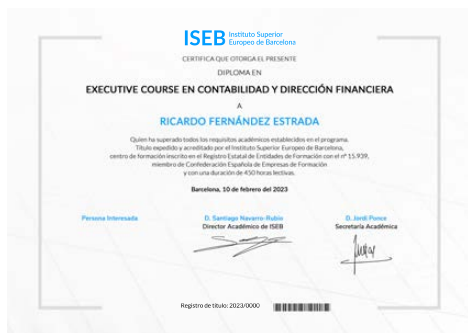 ISEB Instituto Superior
Europeo de Barcelona
CERTIFICA QUE OTORGA EL PRESENTE
DIPLOMA EN
EXECUTIVE COURSE EN CONTABILIDAD Y DIRECCIÓN FINANCIERA
A
RICARDO FERNÁNDEZ ESTRADA
Quien ha superado todos los requisitos académicos establecidos en el programa.
Título expedido y acreditado por el Instituto Superior Europeo de Barcelona,
centro de formación inscrito en el Registro Estatal de Entidades de Formación con el nº 15.939,
miembro de Confederación Española de Empresas de Formación
y con una duración de 450 horas lectivas.
Barcelona, 10 de febrero del 2023
Persona Interesada
D. Santiago Navarro-Rubio
Director Académico de ISEB
D. Jordi Ponce
Secretaría Académica
Registro de título: 2023/0000